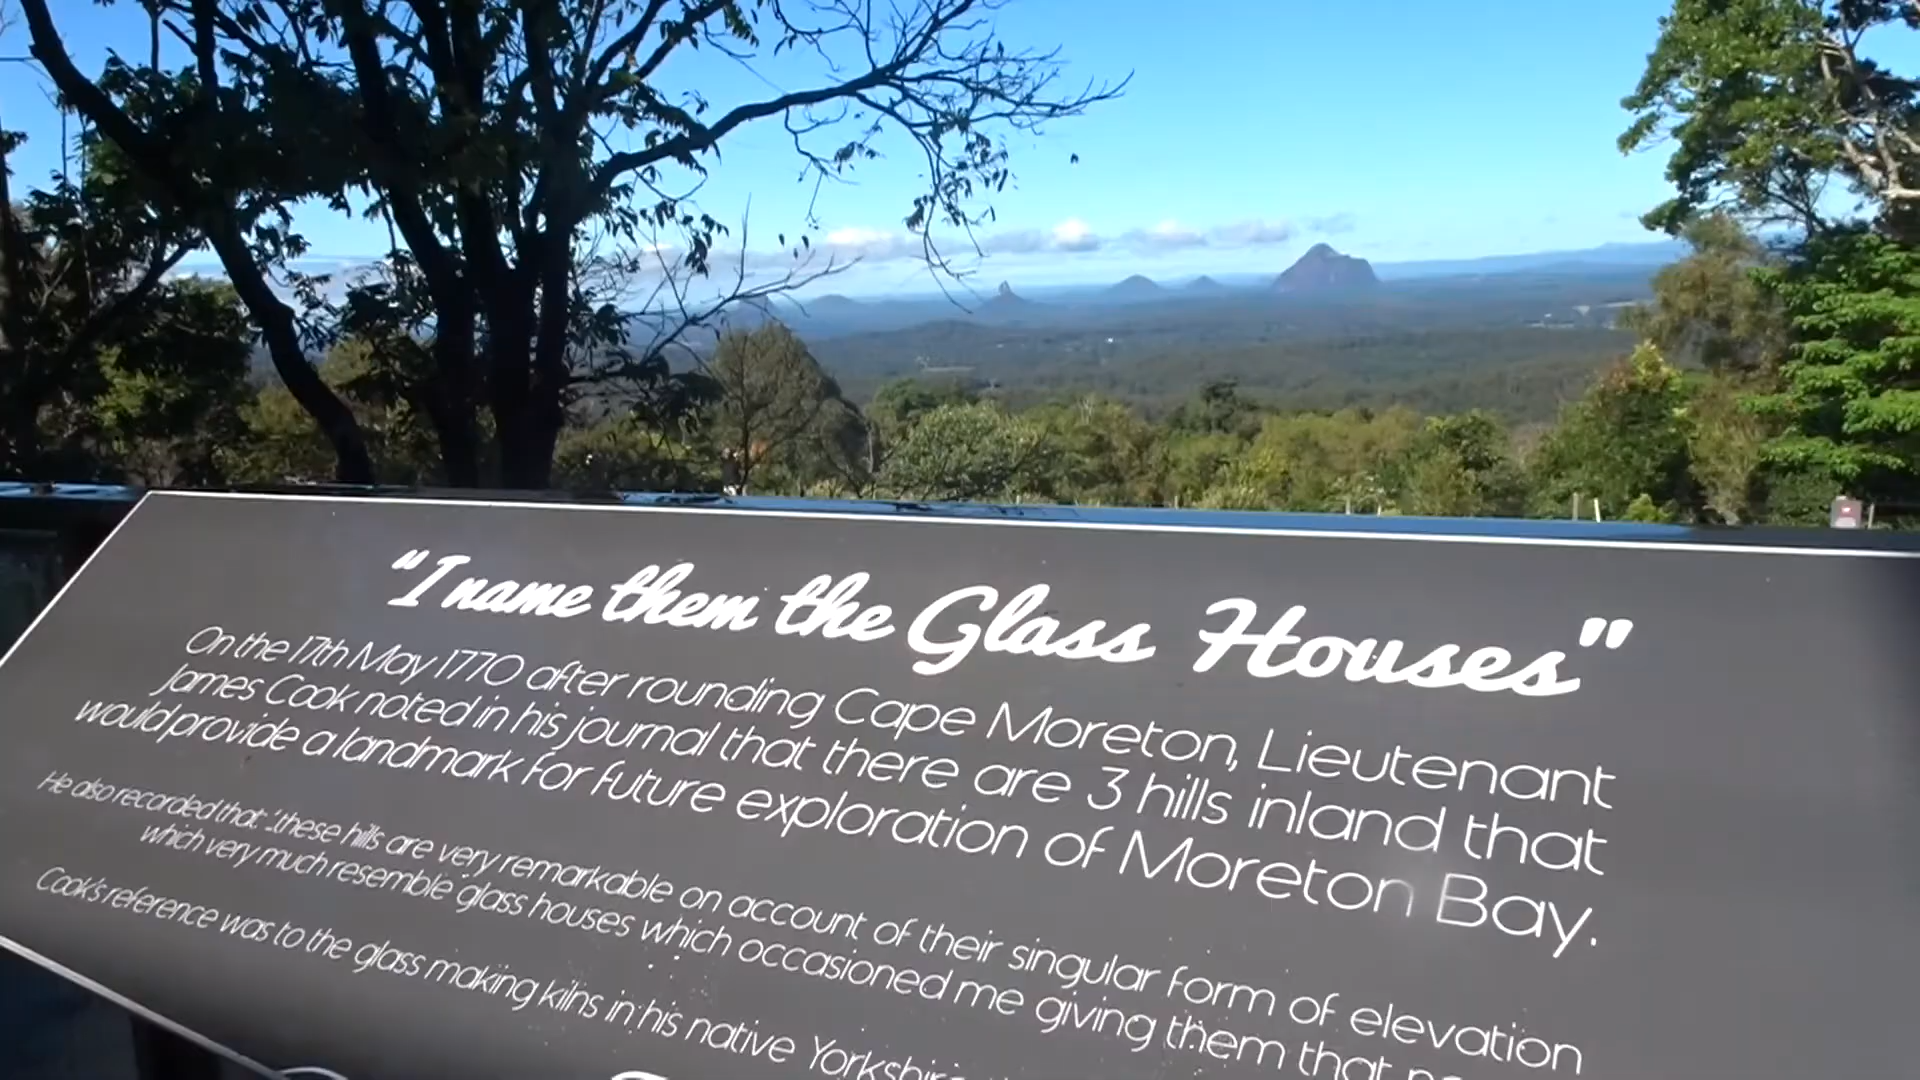 "I name them the Glass Houses"
On the 17th May 1770 after rounding Cape Moreton, Lieutenant
James Cook noted in his journal that there are 3 hills inland that
would provide a landmark for future exploration of Moreton Bay.
He also recorded that: '.these hills are very remarkable on account of their singular form of elevation
which very much resemble glass houses which occasioned me giving them that
Cook's reference was to the glass making kilns in his native